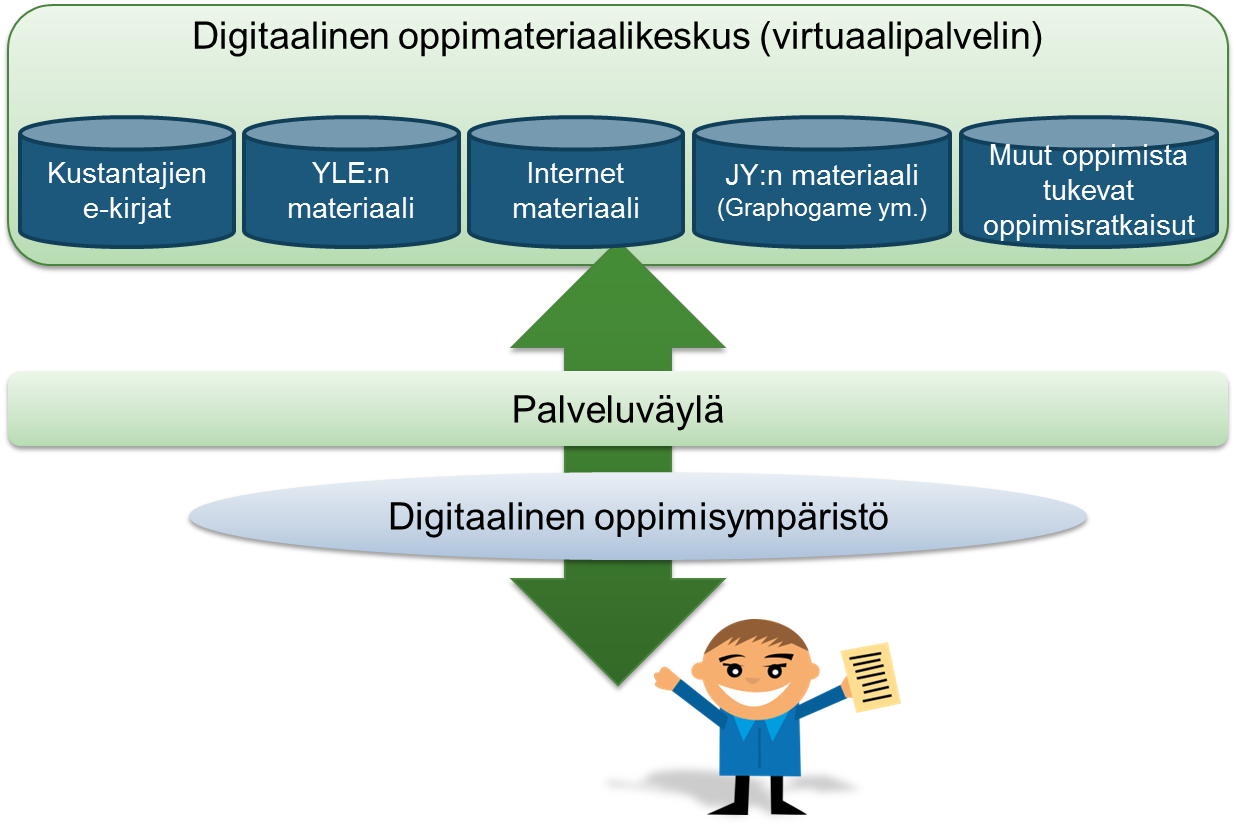 Digitaalinen oppimateriaalikeskus (virtuaalipalvelin)
Kustantajien
e-kirjat
YLE:n
materiaali
Internet
materiaali
JY:n materiaali
(Graphogame ym.)
Muut oppimista
tukevat
oppimisratkaisut
Palveluväylä
Digitaalinen oppimisympäristö